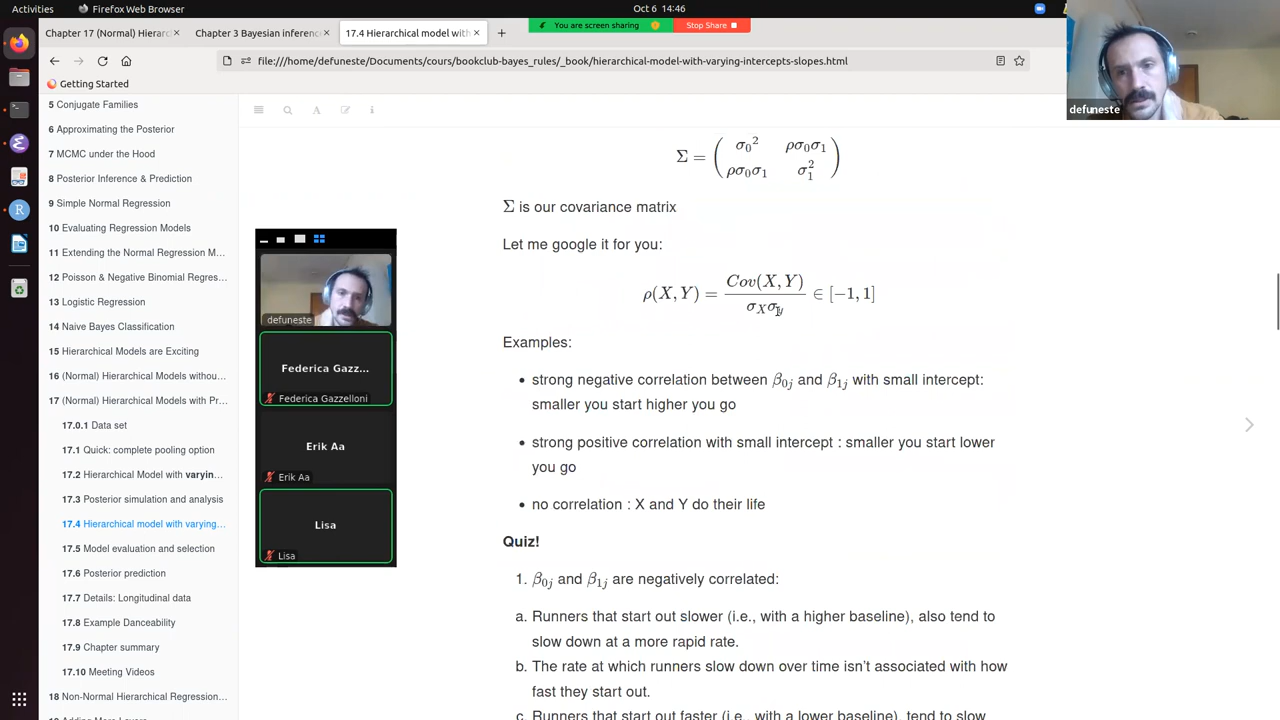 Activities
Firefox Web Browser
Oct 6 14:46
Chapter 17 (Normal) Hierarc
Chapter 3 Bayesian inferenc
17.4 Hierarchical model with
You are screen sharing
Stop Share
file:///home/defuneste/Documents/cours/bookclub-bayes_rules/_book/hierarchical-model-with-varying-intercepts-slopes.html
Getting Started
defuneste
5 Conjugate Families
6 Approximating the Posterior
7 MCMC under the Hood
8 Posterior Inference & Prediction
9 Simple Normal Regression
10 Evaluating Regression Models
11 Extending the Normal Regression M...
12 Poisson & Negative Binomial Regres...
13 Logistic Regression
14 Naive Bayes Classification
15 Hierarchical Models are Exciting
16 (Normal) Hierarchical Models withou...
17 (Normal) Hierarchical Models with Pr...
17.0.1 Data set
17.1 Quick: complete pooling option
17.2 Hierarchical Model with varyin...
17.3 Posterior simulation and analysis
17.4 Hierarchical model with varying...
17.5 Model evaluation and selection
17.6 Posterior prediction
17.7 Details: Longitudinal data
17.8 Example Danceability
17.9 Chapter summary
17.10 Meeting Videos
18 Non-Normal Hierarchical Regression...
defuneste
Federica Gazz...
Federica Gazzelloni
Erik Aa
Erik Aa
Lisa
Lisa
Σ = ( σ₀² ρσ₀σ₁
ρσ₀σ₁ σ₁² )
Σ is our covariance matrix
Let me google it for you:
ρ(X, Y) = Cov(X, Y) / σXσy ∈ [−1, 1]
Examples:
• strong negative correlation between β0j and β1j with small intercept:
smaller you start higher you go
• strong positive correlation with small intercept : smaller you start lower
you go
• no correlation : X and Y do their life
Quiz!
1. β0j and β1j are negatively correlated:
a. Runners that start out slower (i.e., with a higher baseline), also tend to
slow down at a more rapid rate.
b. The rate at which runners slow down over time isn't associated with how
fast they start out.
c. Runners that start out faster (i.e., with a lower baseline), tend to slow